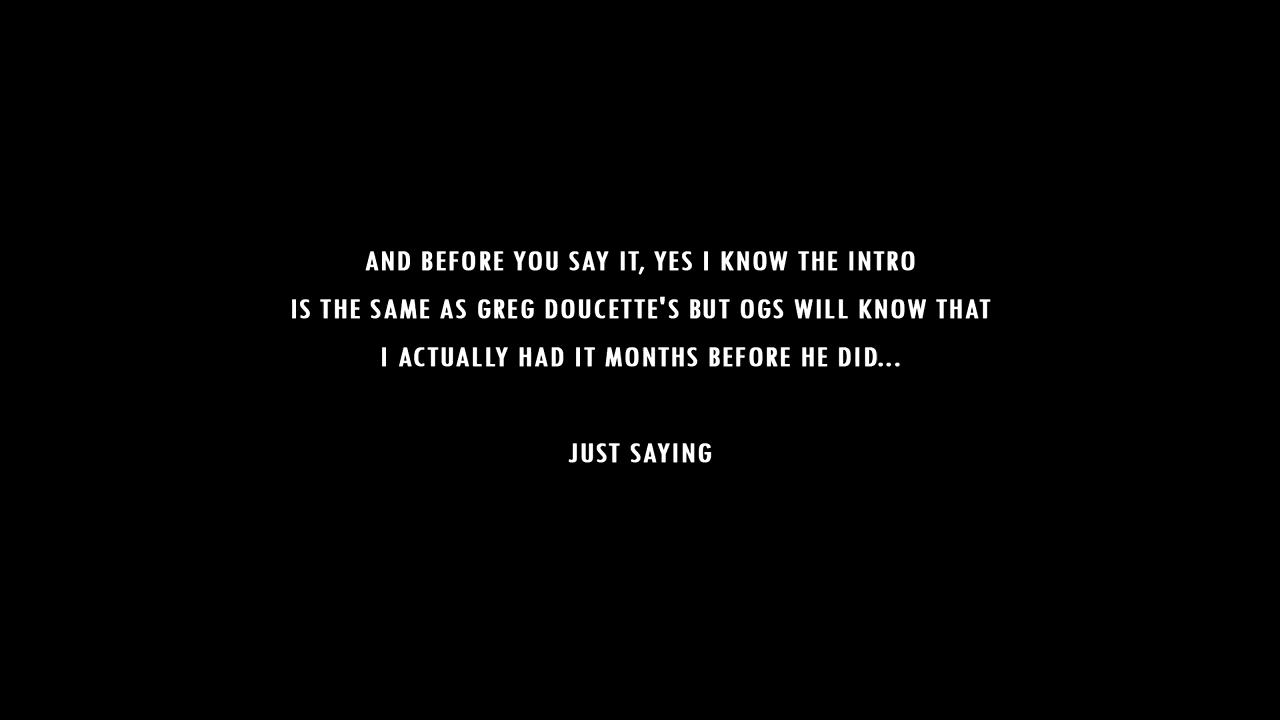 AND BEFORE YOU SAY IT, YES I KNOW THE INTRO
IS THE SAME AS GREG DOUCETTE'S BUT OGS WILL KNOW THAT
I ACTUALLY HAD IT MONTHS BEFORE HE DID...
JUST SAYING